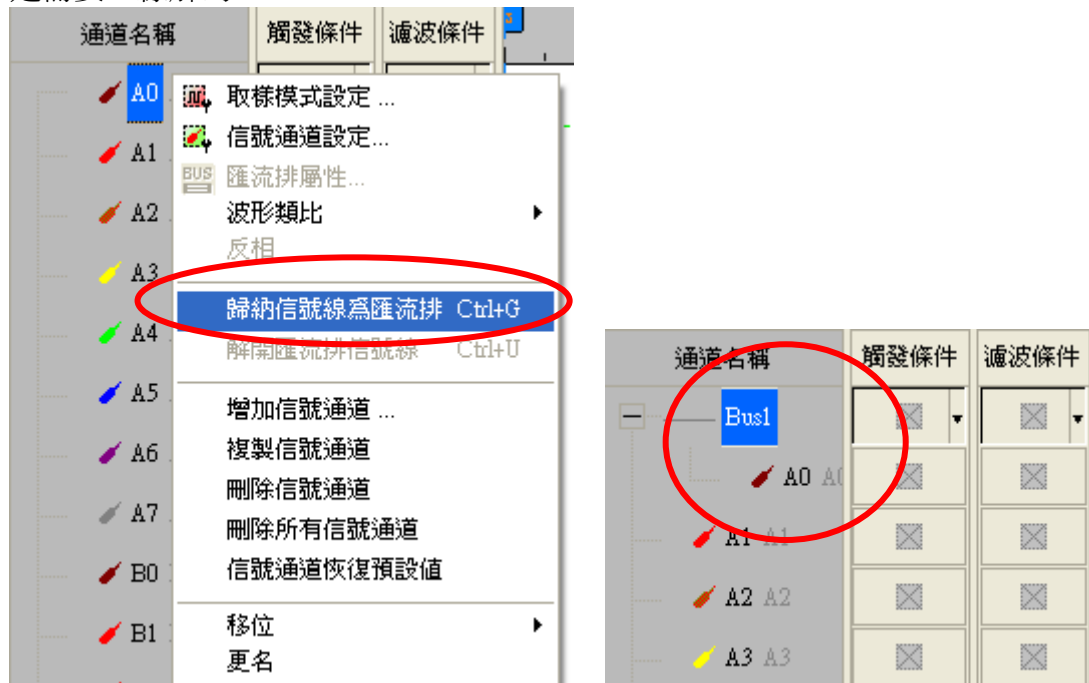 通道名稱 觸發條件 濾波條件
A0
取樣模式設定 ...
信號通道設定...
A1
BUS 匯流排屬性...
A2
波形類比
反相
A3
歸納信號線為匯流排 Ctrl+G
A4
解開匯流排信號線 Ctrl+U
A5
增加信號通道 ...
A6
複製信號通道
刪除信號通道
A7
刪除所有信號通道
B0
信號通道恢復預設值
B1
移位
更名
通道名稱 觸發條件 濾波條件
Bus1
A0 A0
A1 A1
A2 A2
A3 A3